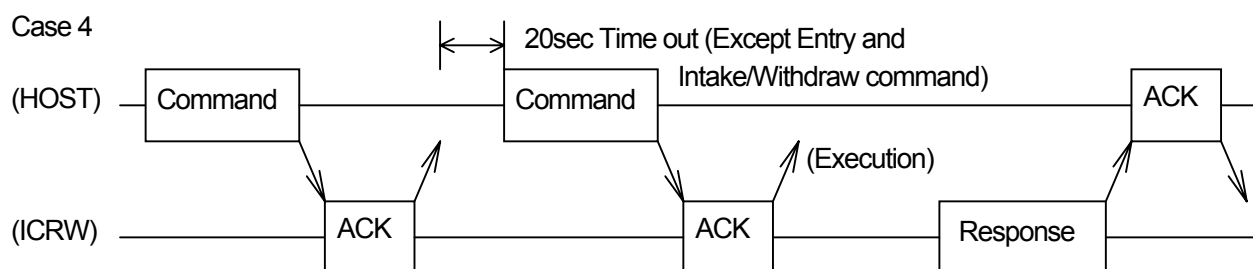 Case 4
20sec Time out (Except Entry and
Intake/Withdraw command)
(HOST)
Command
Command
ACK
(Execution)
(ICRW)
ACK
ACK
Response